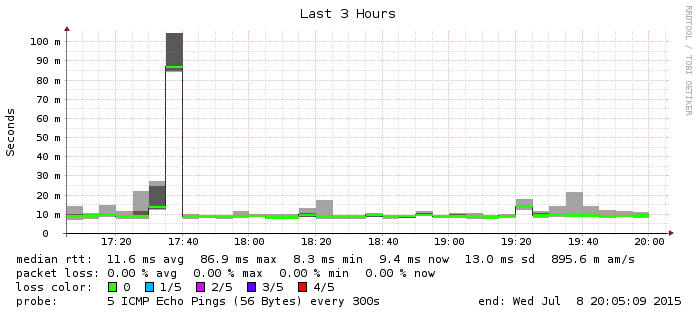 Last 3 Hours
RRDTOOL / TOBI OETIKER
Seconds
100 m
90 m
80 m
70 m
60 m
50 m
40 m
30 m
20 m
10 m
0
17:20 17:40 18:00 18:20 18:40 19:00 19:20 19:40 20:00
median rtt: 11.6 ms avg 86.9 ms max 8.3 ms min 9.4 ms now 13.0 ms sd 895.6 m am/s
packet loss: 0.00 % avg 0.00 % max 0.00 % min 0.00 % now
loss color: 0 1/5 2/5 3/5 4/5
probe: 5 ICMP Echo Pings (56 Bytes) every 300s end: Wed Jul 8 20:05:09 2015